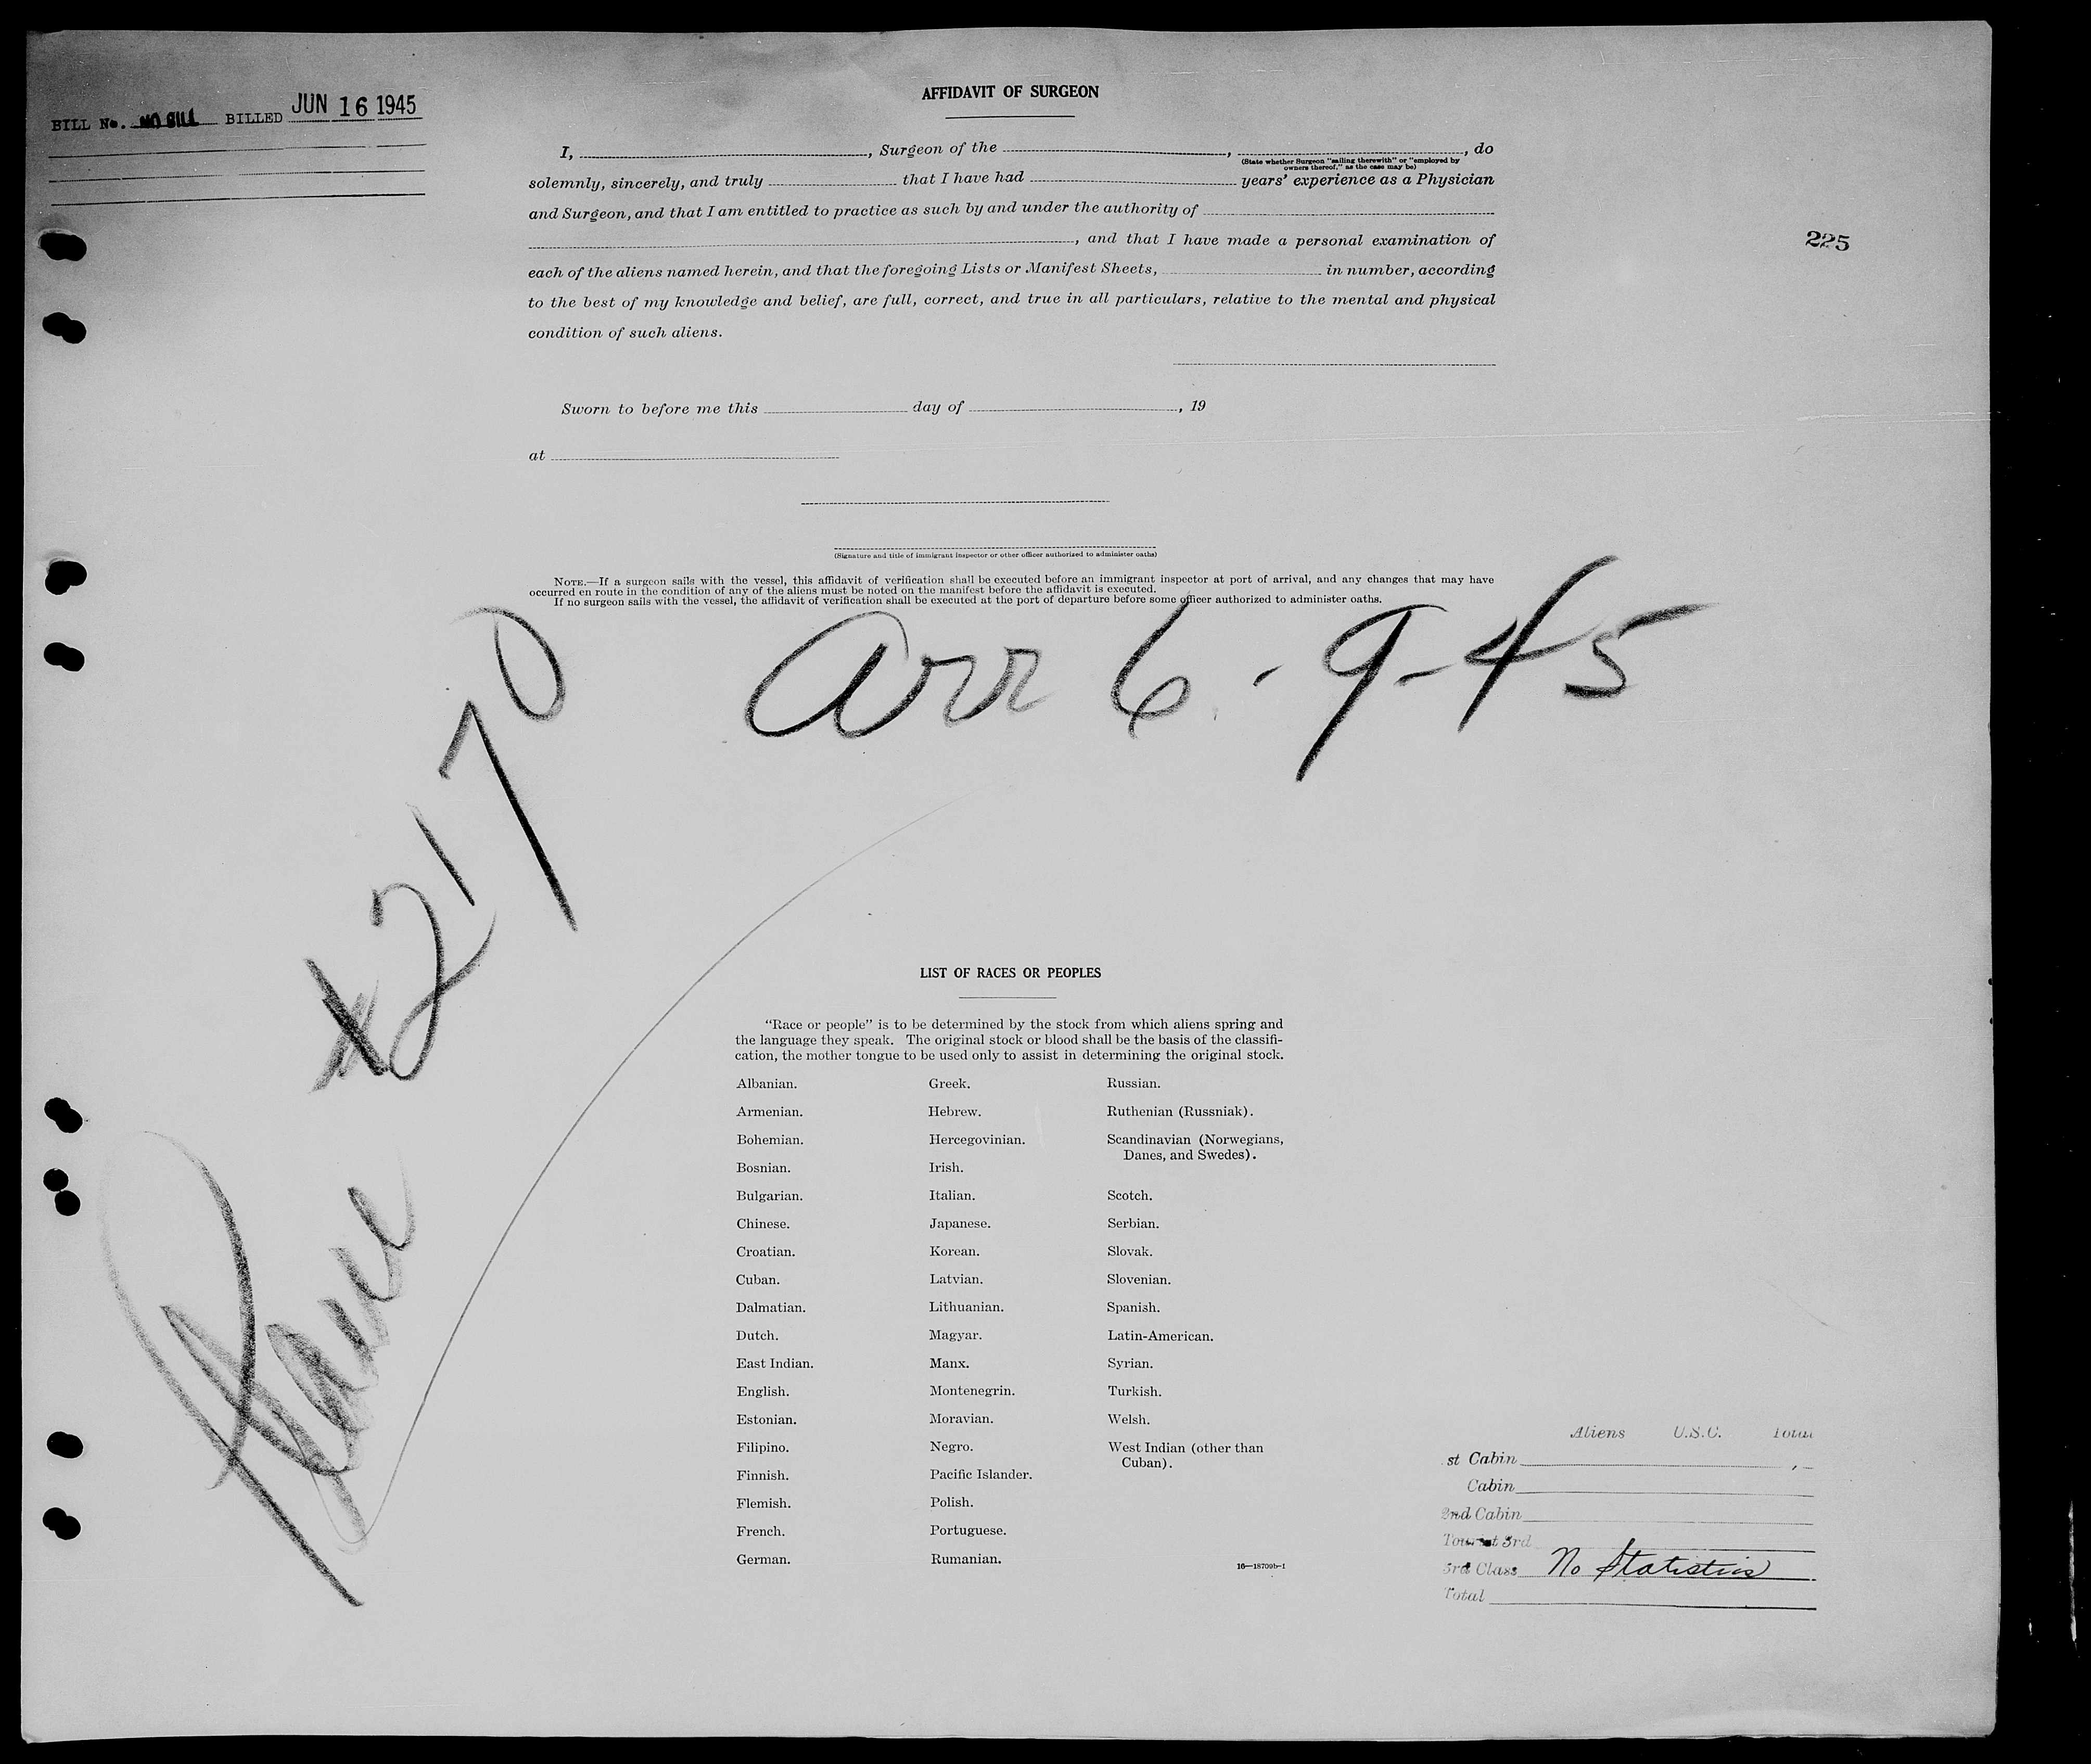 BILL No. NO BILL BILLED JUN 16 1945
AFFIDAVIT OF SURGEON
I, , Surgeon of the , , do
(State whether Surgeon "sailing therewith" or "employed by
owners thereof," as the case may be)
solemnly, sincerely, and truly that I have had years' experience as a Physician
and Surgeon, and that I am entitled to practice as such by and under the authority of
, and that I have made a personal examination of
225
each of the aliens named herein, and that the foregoing Lists or Manifest Sheets, in number, according
to the best of my knowledge and belief, are full, correct, and true in all particulars, relative to the mental and physical
condition of such aliens.
Sworn to before me this day of , 19
at
(Signature and title of immigrant inspector or other officer authorized to administer oaths)
NOTE.—If a surgeon sails with the vessel, this affidavit of verification shall be executed before an immigrant inspector at port of arrival, and any changes that may have
occurred en route in the condition of any of the aliens must be noted on the manifest before the affidavit is executed.
If no surgeon sails with the vessel, the affidavit of verification shall be executed at the port of departure before some officer authorized to administer oaths.
Arr 6-9-45
Plane 2170
LIST OF RACES OR PEOPLES
"Race or people" is to be determined by the stock from which aliens spring and
the language they speak. The original stock or blood shall be the basis of the classifi-
cation, the mother tongue to be used only to assist in determining the original stock.
Albanian.
Armenian.
Bohemian.
Bosnian.
Bulgarian.
Chinese.
Croatian.
Cuban.
Dalmatian.
Dutch.
East Indian.
English.
Estonian.
Filipino.
Finnish.
Flemish.
French.
German.
Greek.
Hebrew.
Hercegovinian.
Irish.
Italian.
Japanese.
Korean.
Latvian.
Lithuanian.
Magyar.
Manx.
Montenegrin.
Moravian.
Negro.
Pacific Islander.
Polish.
Portuguese.
Rumanian.
Russian.
Ruthenian (Russniak).
Scandinavian (Norwegians,
Danes, and Swedes).
Scotch.
Serbian.
Slovak.
Slovenian.
Spanish.
Latin-American.
Syrian.
Turkish.
Welsh.
West Indian (other than
Cuban).
16—18709b-1
Aliens U.S.C. Total
st Cabin
Cabin
2nd Cabin
Tourist 3rd
3rd Class No Statistics
Total